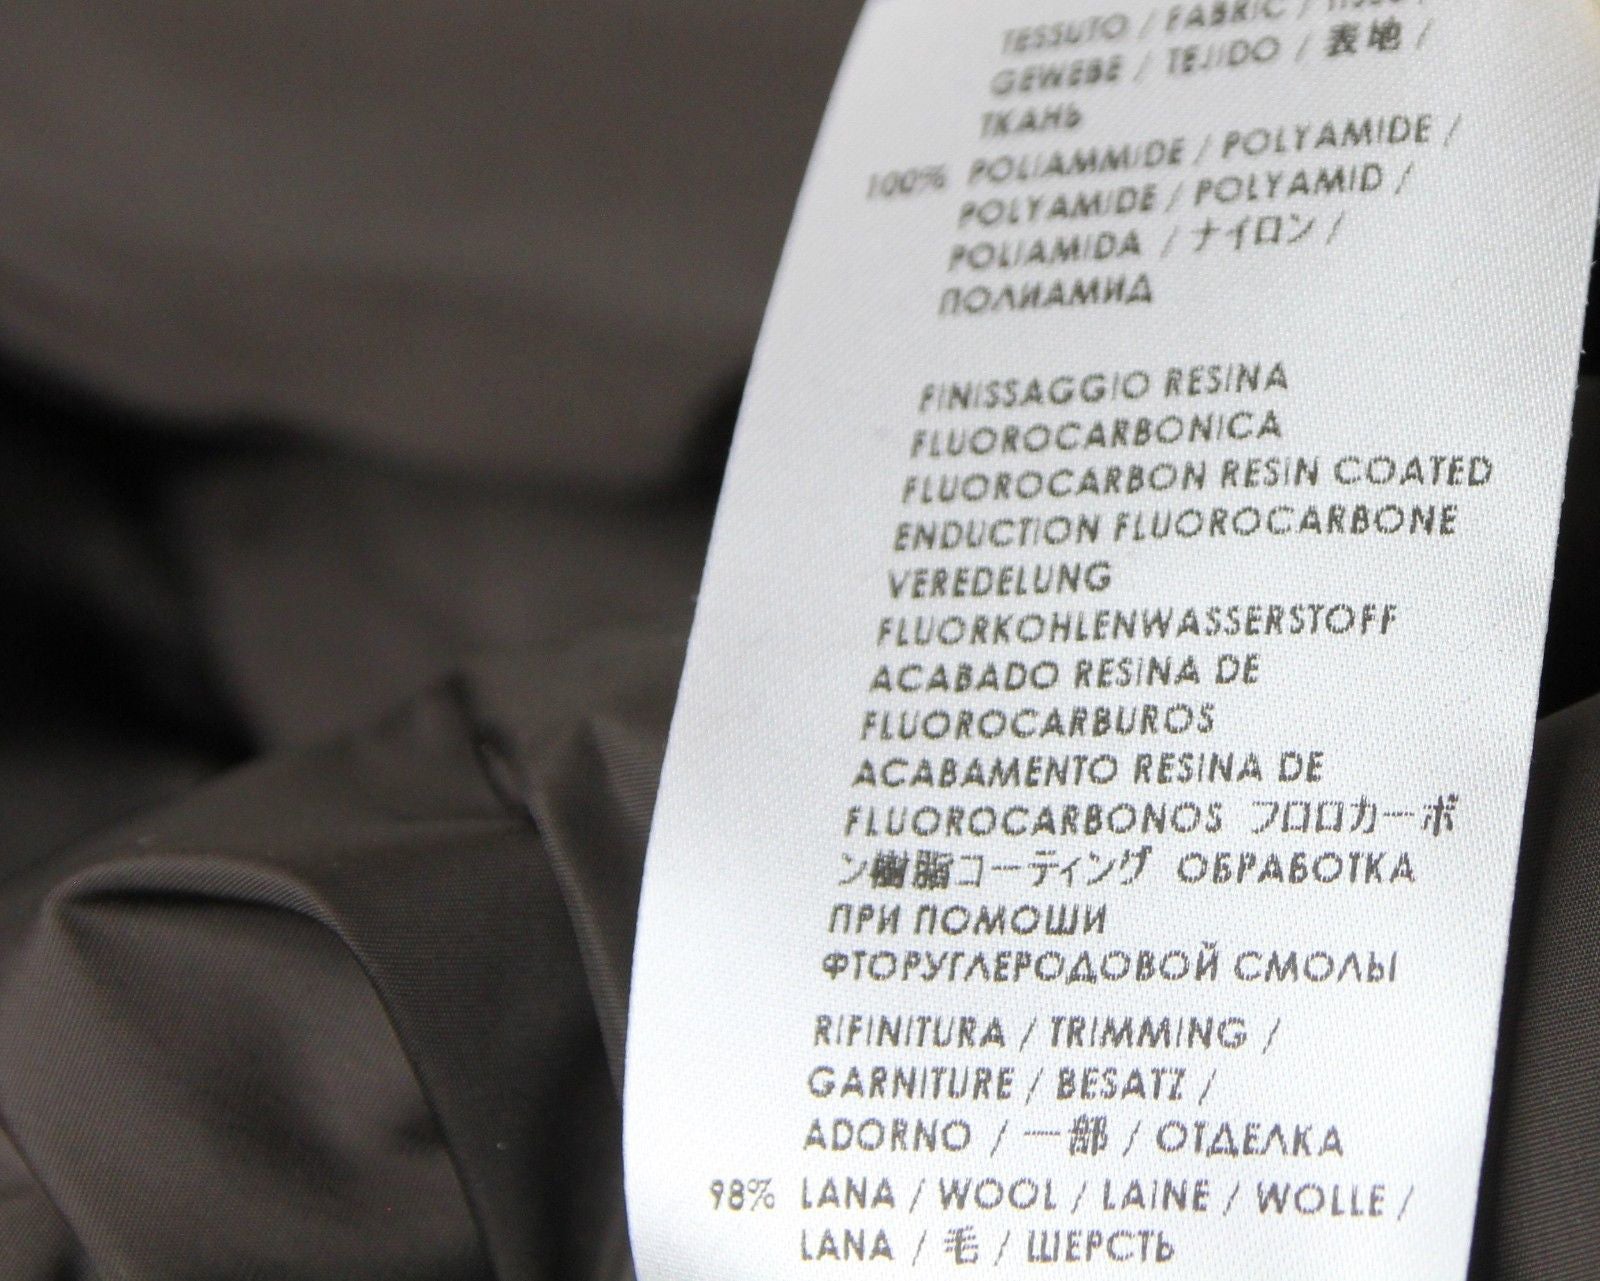 TESSUTO / FABRIC / TISSU /
GEWEBE / TEJIDO / 表地 /
ТКАНЬ
100% POLIAMMIDE / POLYAMIDE /
POLYAMIDE / POLYAMID /
POLIAMIDA / ナイロン /
ПОЛИАМИД
FINISSAGGIO RESINA
FLUOROCARBONICA
FLUOROCARBON RESIN COATED
ENDUCTION FLUOROCARBONE
VEREDELUNG
FLUORKOHLENWASSERSTOFF
ACABADO RESINA DE
FLUOROCARBUROS
ACABAMENTO RESINA DE
FLUOROCARBONOS フロロカーボ
ン樹脂コーティング ОБРАБОТКА
ПРИ ПОМОШИ
ФТОРУГЛЕРОДОВОЙ СМОЛЫ
RIFINITURA / TRIMMING /
GARNITURE / BESATZ /
ADORNO / 一部 / ОТДЕЛКА
98% LANA / WOOL / LAINE / WOLLE /
LANA / 毛 / ШЕРСТЬ